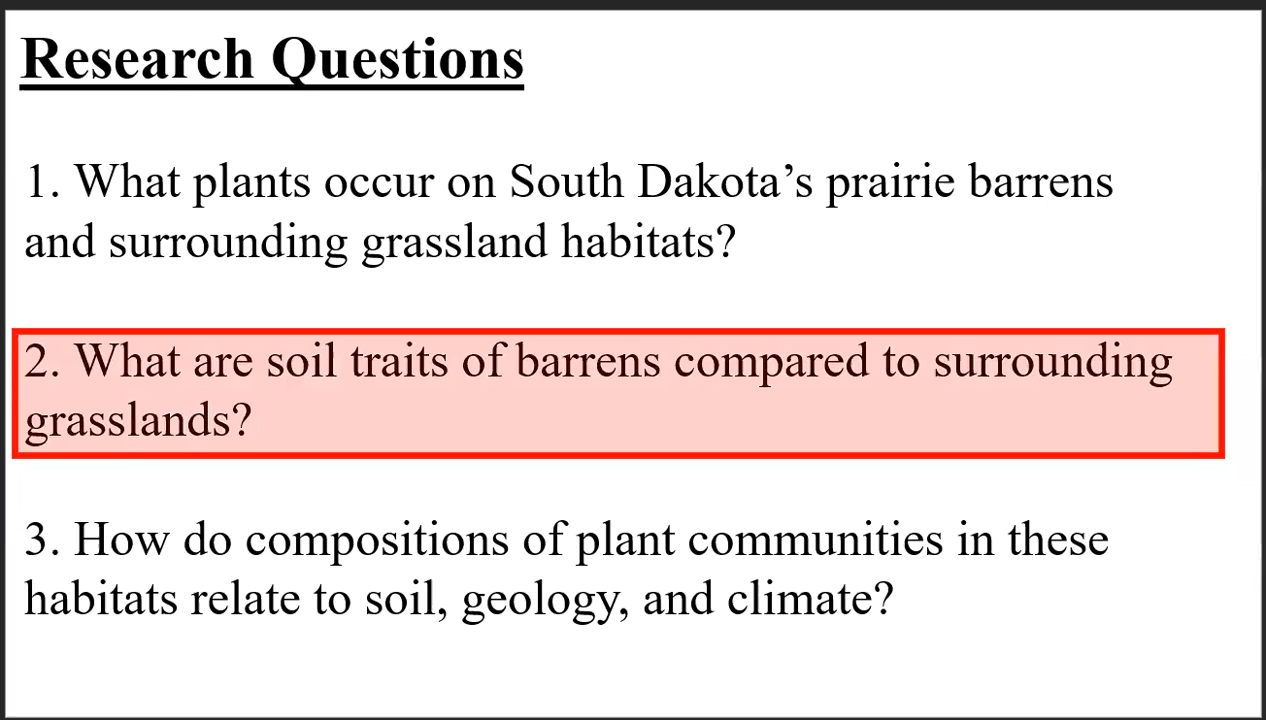 Research Questions
1. What plants occur on South Dakota’s prairie barrens
and surrounding grassland habitats?
2. What are soil traits of barrens compared to surrounding
grasslands?
3. How do compositions of plant communities in these
habitats relate to soil, geology, and climate?